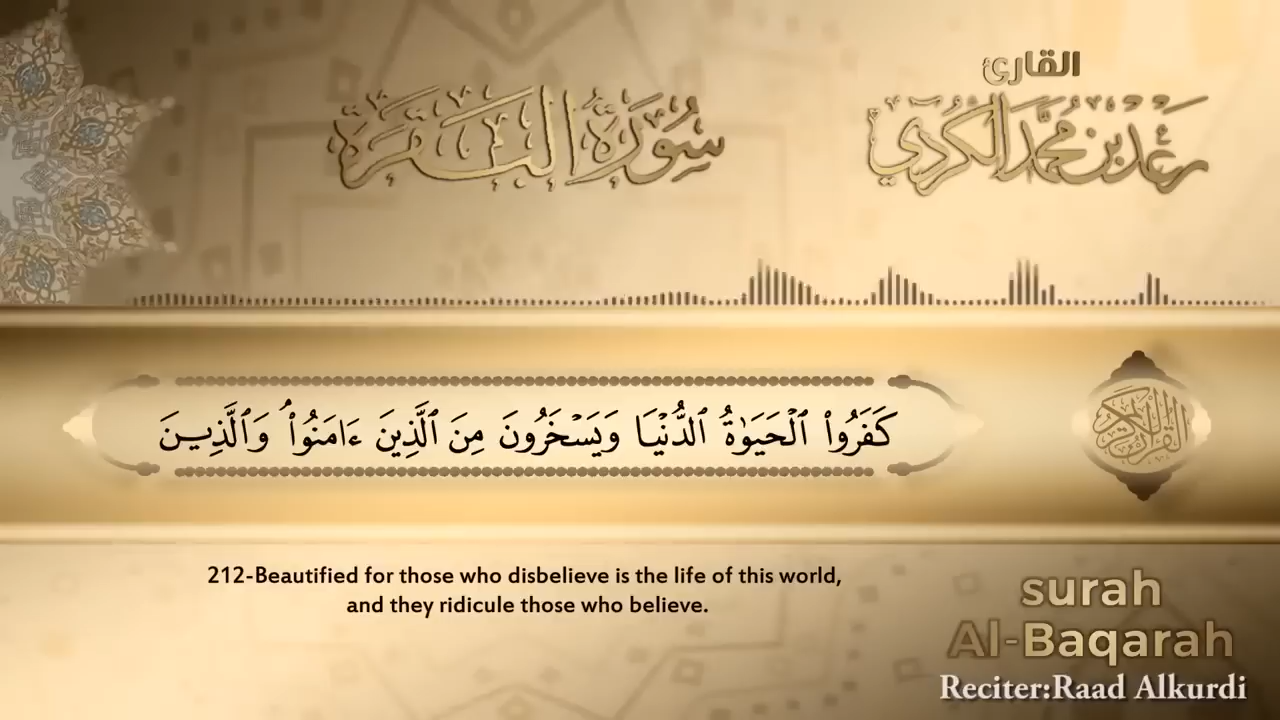 القارئ
رعد بن محمد الكردي
سُورَةُ البَقَرَةِ
كَفَرُوا۟ ٱلْحَيَوٰةُ ٱلدُّنْيَا وَيَسْخَرُونَ مِنَ ٱلَّذِينَ ءَامَنُوا۟ ۘ وَٱلَّذِينَ
القرآن الكريم
212-Beautified for those who disbelieve is the life of this world,
and they ridicule those who believe.
surah
Al-Baqarah
Reciter:Raad Alkurdi